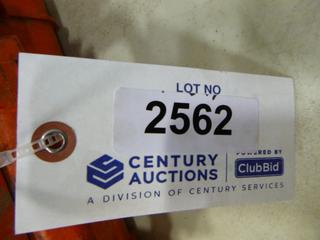 LOT NO
2562
CENTURY
AUCTIONS
POWERED BY
ClubBid
A DIVISION OF CENTURY SERVICES